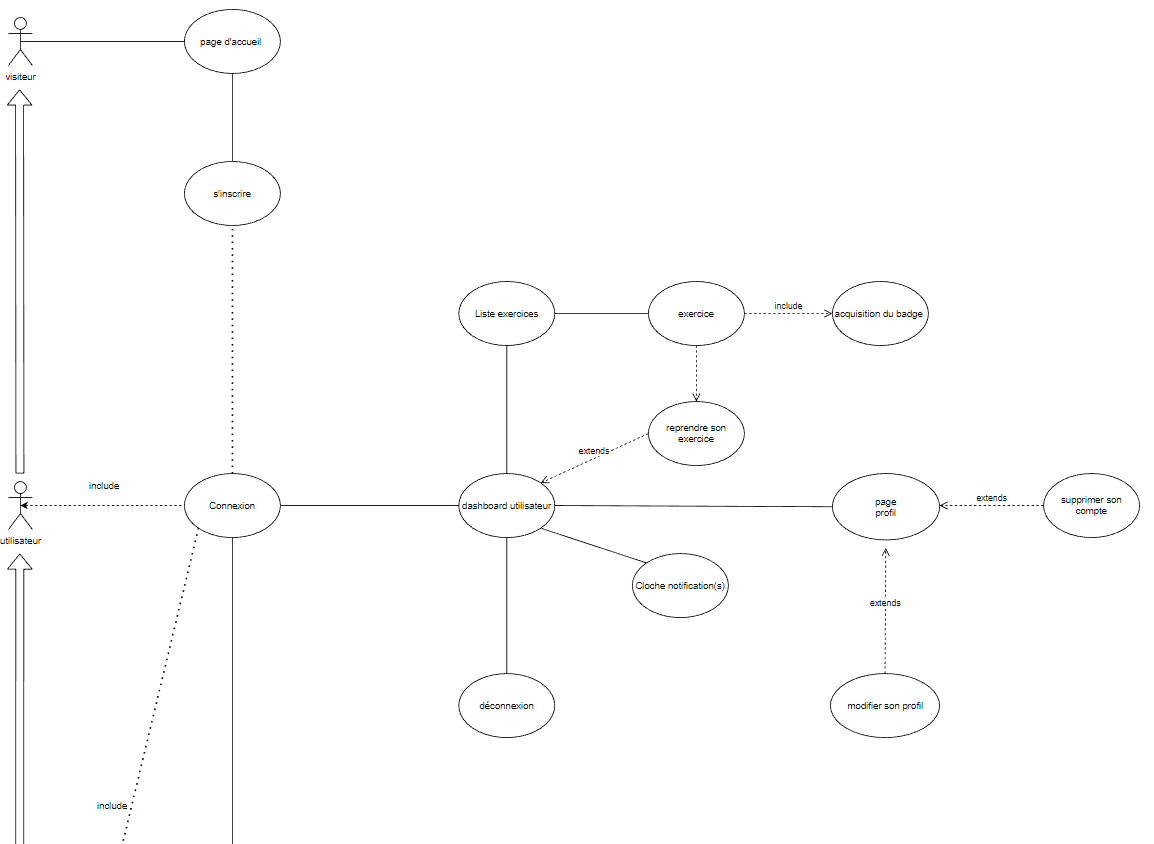 page d'accueil
visiteur
s'inscrire
Liste exercices
exercice
include
acquisition du badge
reprendre son
exercice
extends
include
Connexion
dashboard utilisateur
page
profil
extends
supprimer son
compte
utilisateur
Cloche notification(s)
extends
déconnexion
modifier son profil
include